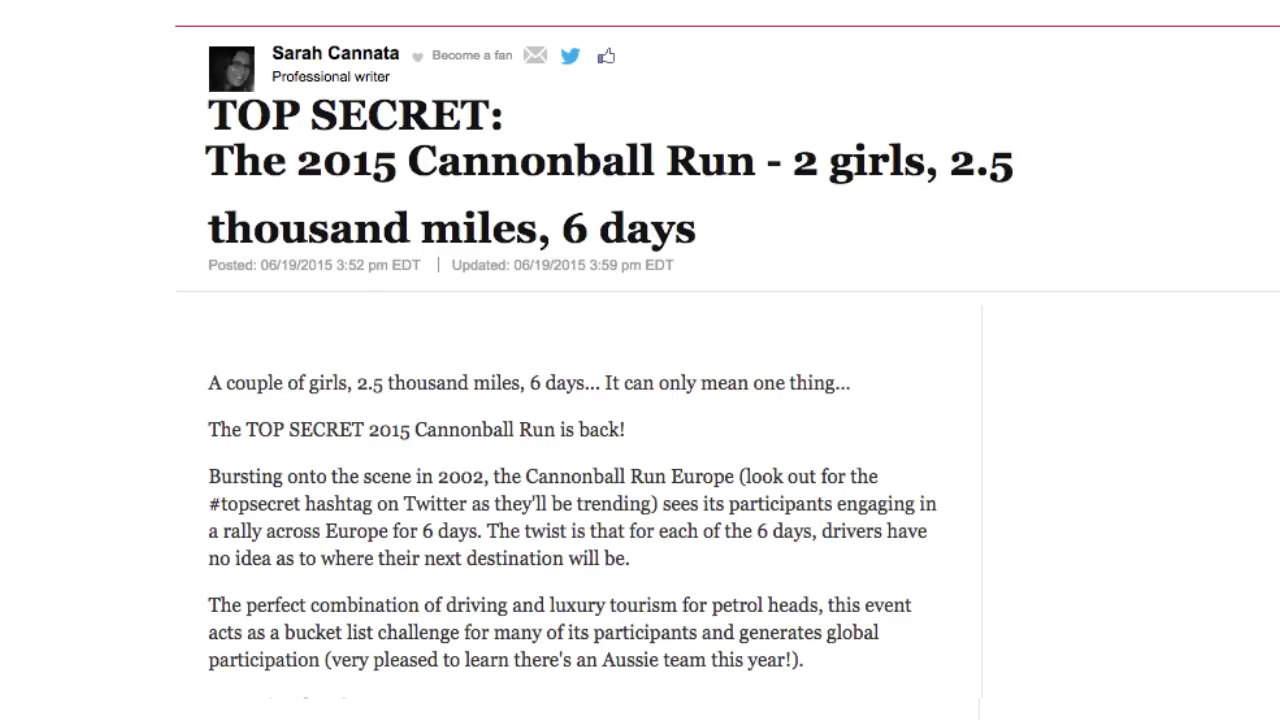 Sarah Cannata Become a fan
Professional writer
TOP SECRET:
The 2015 Cannonball Run - 2 girls, 2.5
thousand miles, 6 days
Posted: 06/19/2015 3:52 pm EDT | Updated: 06/19/2015 3:59 pm EDT
A couple of girls, 2.5 thousand miles, 6 days... It can only mean one thing...
The TOP SECRET 2015 Cannonball Run is back!
Bursting onto the scene in 2002, the Cannonball Run Europe (look out for the
#topsecret hashtag on Twitter as they'll be trending) sees its participants engaging in
a rally across Europe for 6 days. The twist is that for each of the 6 days, drivers have
no idea as to where their next destination will be.
The perfect combination of driving and luxury tourism for petrol heads, this event
acts as a bucket list challenge for many of its participants and generates global
participation (very pleased to learn there's an Aussie team this year!).